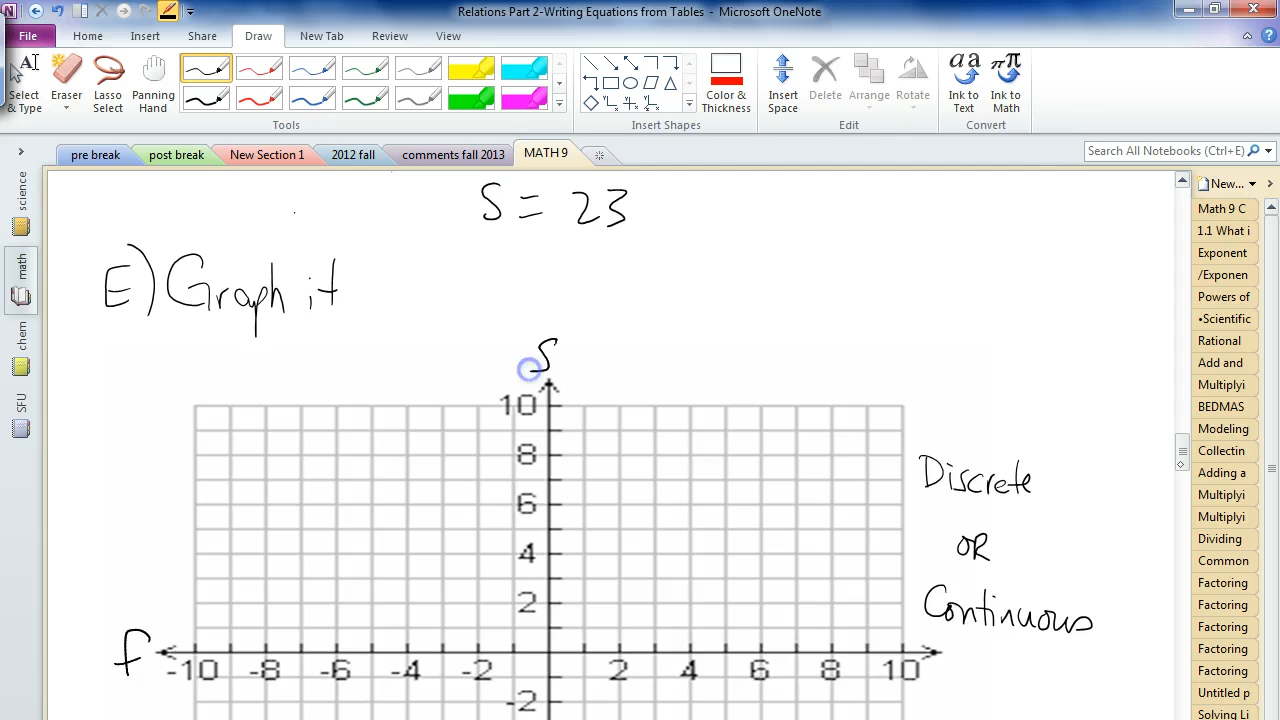 Relations Part 2-Writing Equations from Tables - Microsoft OneNote
File Home Insert Share Draw New Tab Review View
Select & Type
Eraser
Lasso Select
Panning Hand
Color & Thickness
Insert Space
Delete
Arrange
Rotate
Ink to Text
Ink to Math
Tools
Insert Shapes
Edit
Convert
pre break
post break
New Section 1
2012 fall
comments fall 2013
MATH 9
Search All Notebooks (Ctrl+E)
science
math
chem
SFU
S = 23
E) Graph it
S
10
8
6
4
2
f
-10 -8 -6 -4 -2 2 4 6 8 10
-2
Discrete
OR
Continuous
New...
Math 9 C
1.1 What i
Exponent
/Exponen
Powers of
•Scientific
Rational
Add and
Multiplyi
BEDMAS
Modeling
Collectin
Adding a
Multiplyi
Multiplyi
Dividing
Common
Factoring
Factoring
Factoring
Factoring
Factoring
Untitled p
Solving Li